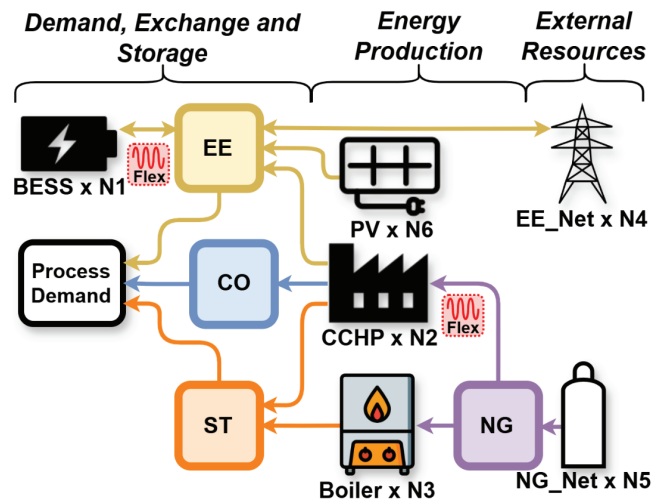 Demand, Exchange and
Storage
Energy
Production
External
Resources
EE
Flex
BESS x N1
PV x N6
EE_Net x N4
Process
Demand
CO
CCHP x N2
Flex
ST
Boiler x N3
NG
NG_Net x N5